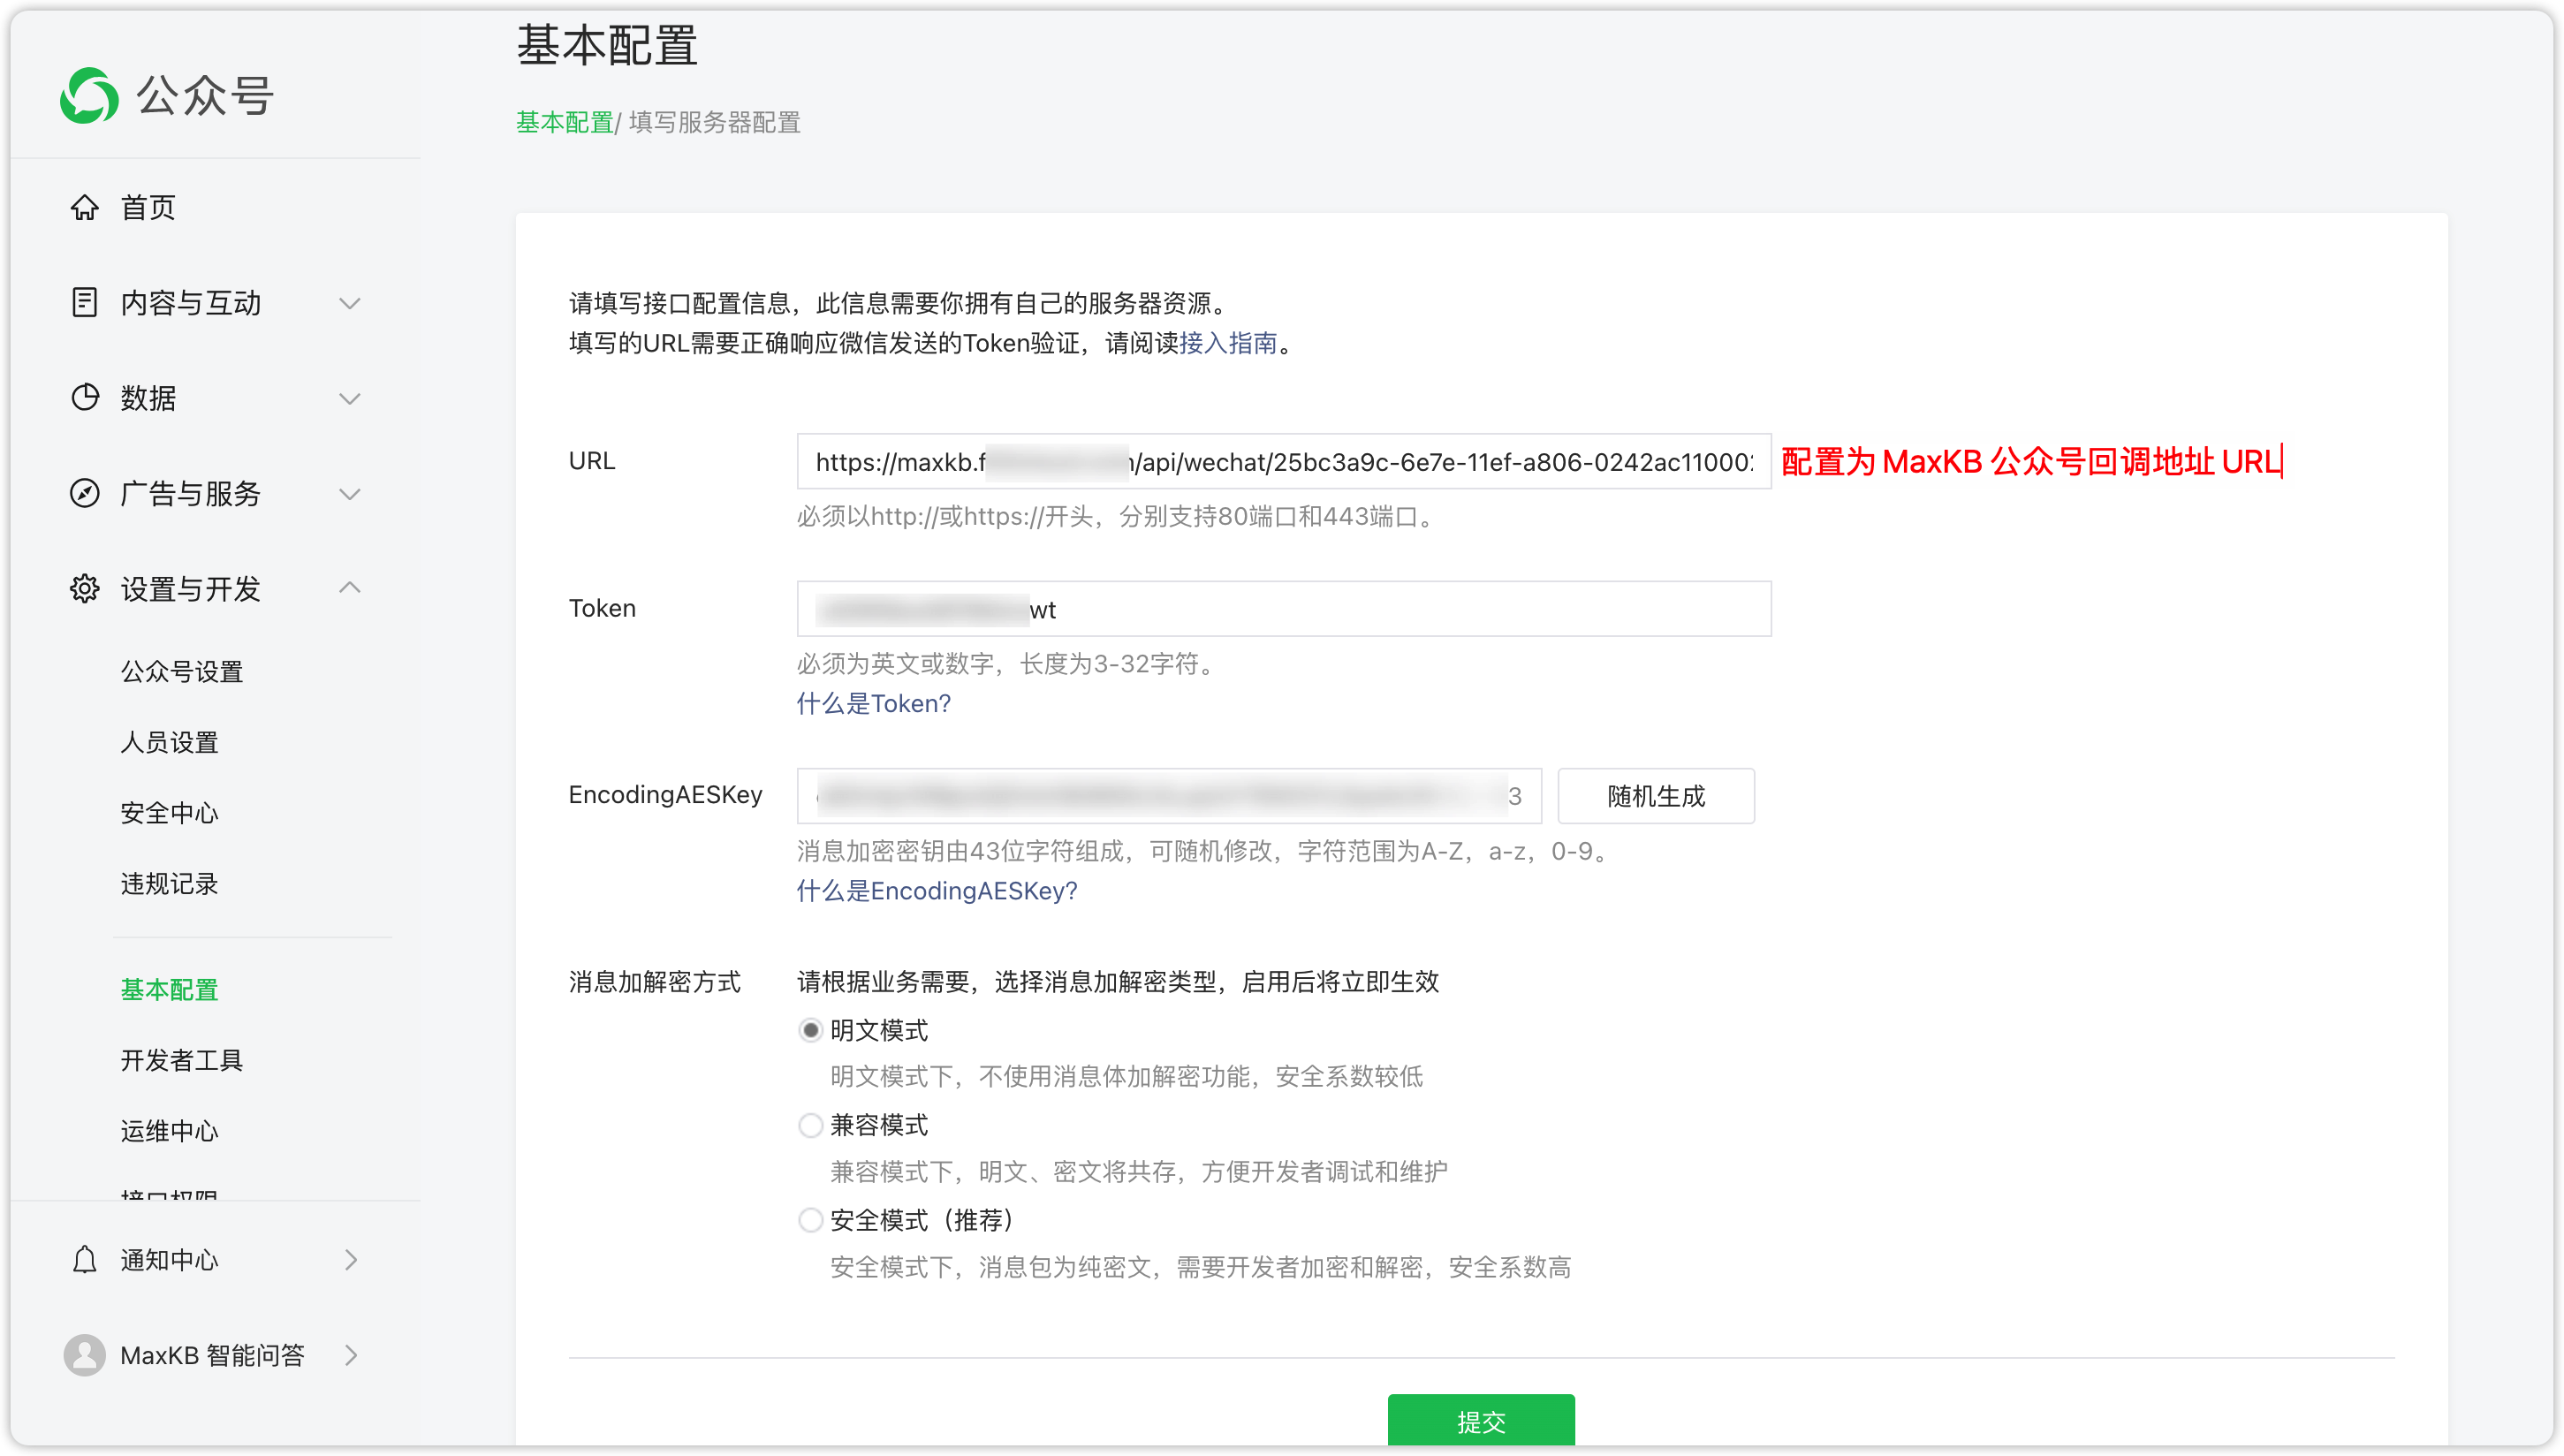 公众号
首页
内容与互动
数据
广告与服务
设置与开发
公众号设置
人员设置
安全中心
违规记录
基本配置
开发者工具
运维中心
接口权限
通知中心
MaxKB 智能问答
基本配置
基本配置/ 填写服务器配置
请填写接口配置信息，此信息需要你拥有自己的服务器资源。
填写的URL需要正确响应微信发送的Token验证，请阅读接入指南。
URL
https://maxkb.f /api/wechat/25bc3a9c-6e7e-11ef-a806-0242ac110002
配置为 MaxKB 公众号回调地址 URL
必须以http://或https://开头，分别支持80端口和443端口。
Token
wt
必须为英文或数字，长度为3-32字符。
什么是Token?
EncodingAESKey
3
随机生成
消息加密密钥由43位字符组成，可随机修改，字符范围为A-Z，a-z，0-9。
什么是EncodingAESKey?
消息加解密方式
请根据业务需要，选择消息加解密类型，启用后将立即生效
明文模式
明文模式下，不使用消息体加解密功能，安全系数较低
兼容模式
兼容模式下，明文、密文将共存，方便开发者调试和维护
安全模式（推荐）
安全模式下，消息包为纯密文，需要开发者加密和解密，安全系数高
提交